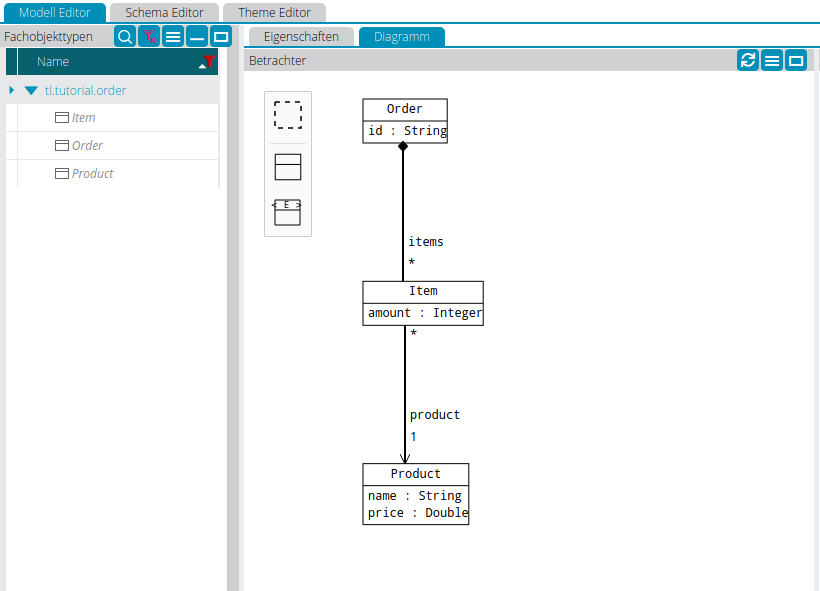 Modell Editor
Schema Editor
Theme Editor
Fachobjekttypen
Name
tl.tutorial.order
Item
Order
Product
Eigenschaften
Diagramm
Betrachter
< E >
Order
id : String
items
*
Item
amount : Integer
*
product
1
Product
name : String
price : Double